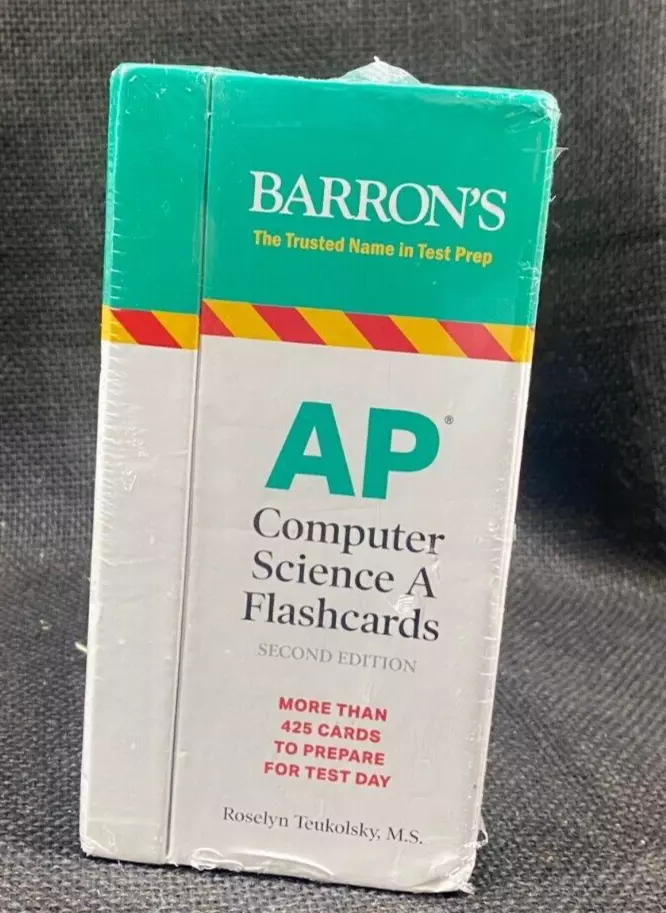 BARRON'S
The Trusted Name in Test Prep
AP®
Computer
Science A
Flashcards
SECOND EDITION
MORE THAN
425 CARDS
TO PREPARE
FOR TEST DAY
Roselyn Teukolsky, M.S.